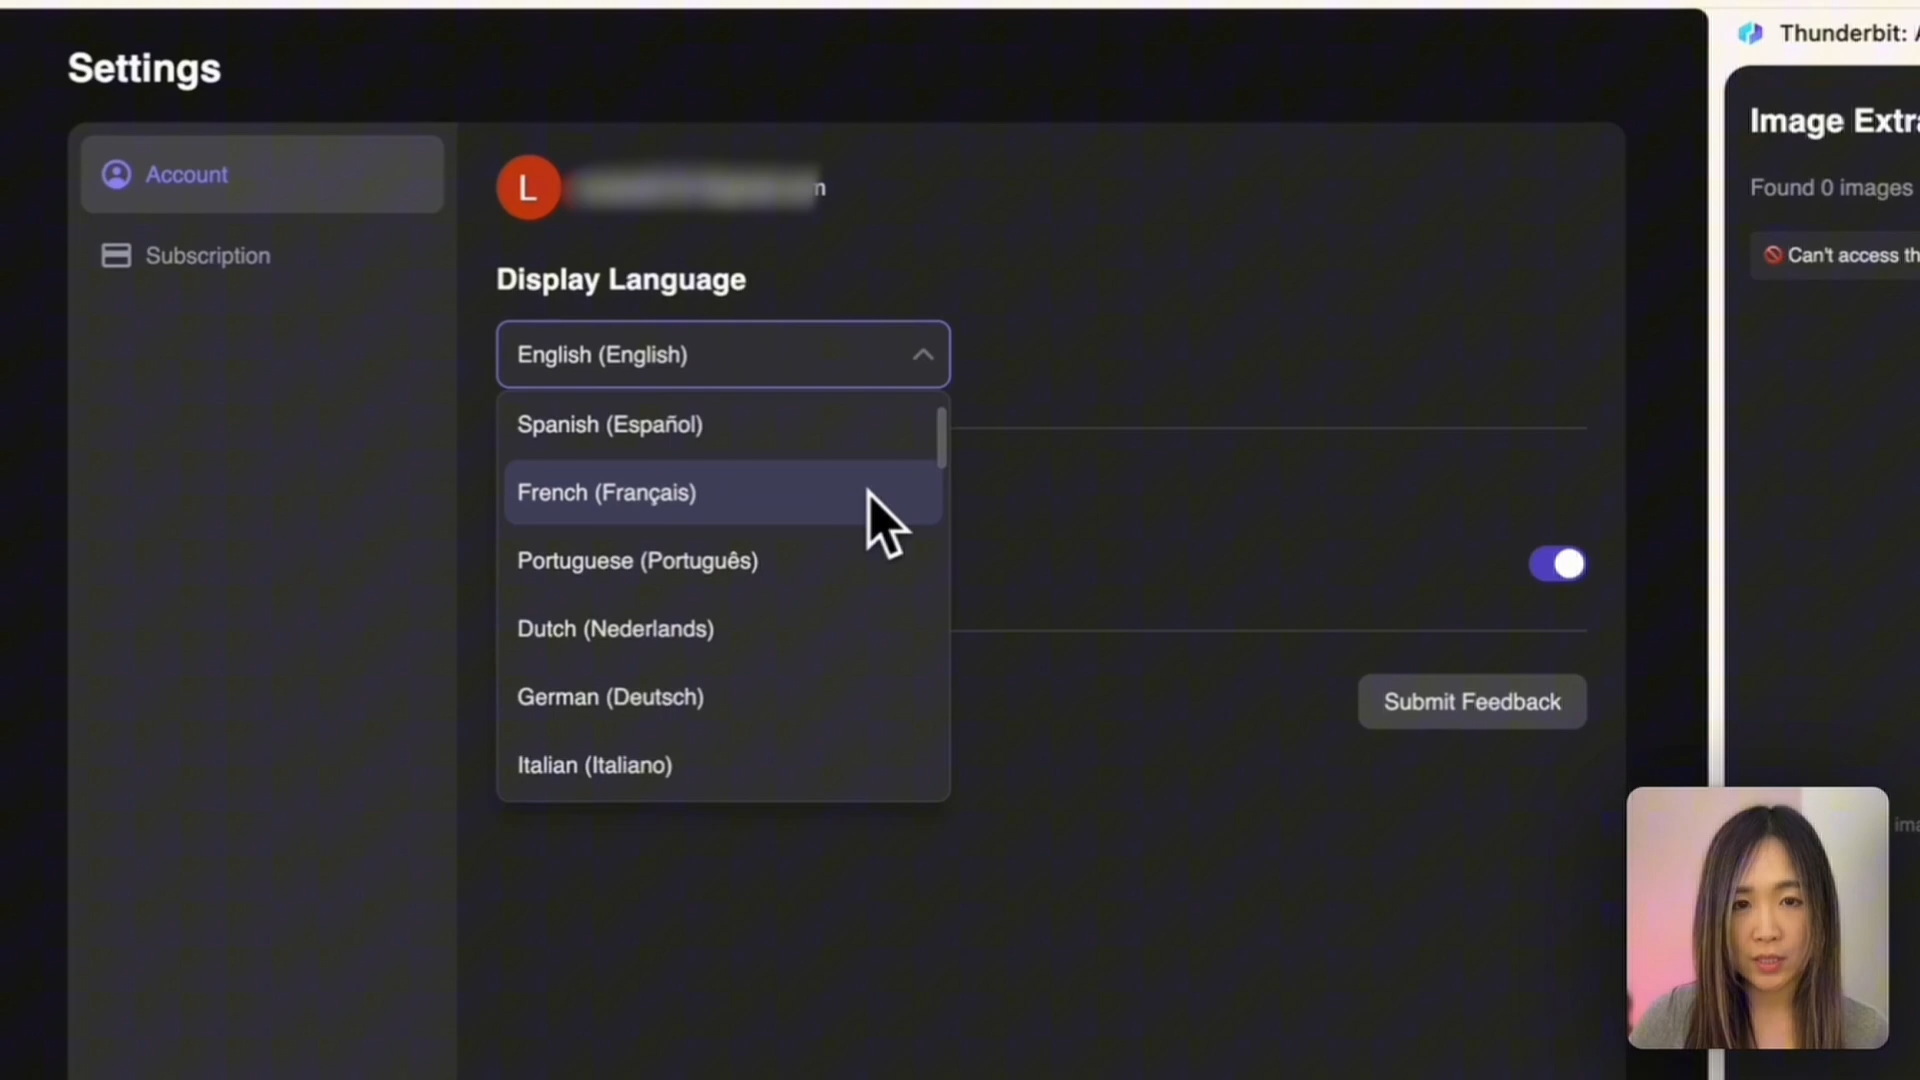 Settings
Account
Subscription
L
n
Display Language
English (English)
Spanish (Español)
French (Français)
Portuguese (Português)
Dutch (Nederlands)
German (Deutsch)
Italian (Italiano)
Submit Feedback
Thunderbit:
Image Extra
Found 0 images
Can't access th
ima